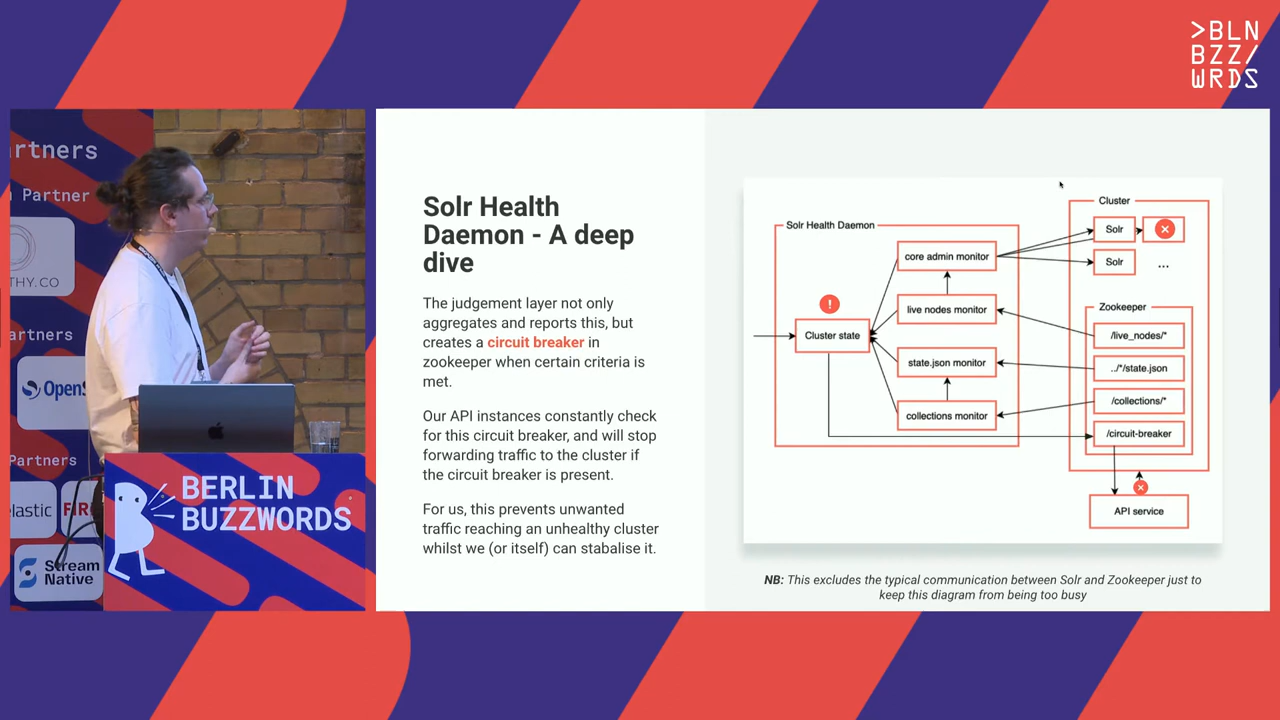 >BLN
BZZ/
WRDS
rtners
Partner
THY.CO
artners
Open
Partners
lastic
FIR
Stream
Native
BERLIN
BUZZWORDS
Solr Health
Daemon - A deep
dive
The judgement layer not only
aggregates and reports this, but
creates a circuit breaker in
zookeeper when certain criteria is
met.
Our API instances constantly check
for this circuit breaker, and will stop
forwarding traffic to the cluster if
the circuit breaker is present.
For us, this prevents unwanted
traffic reaching an unhealthy cluster
whilst we (or itself) can stabalise it.
Solr Health Daemon
!
Cluster state
core admin monitor
live nodes monitor
state.json monitor
collections monitor
Cluster
Solr
Solr
...
Zookeeper
/live_nodes/*
../*/state.json
/collections/*
/circuit-breaker
API service
NB: This excludes the typical communication between Solr and Zookeeper just to
keep this diagram from being too busy